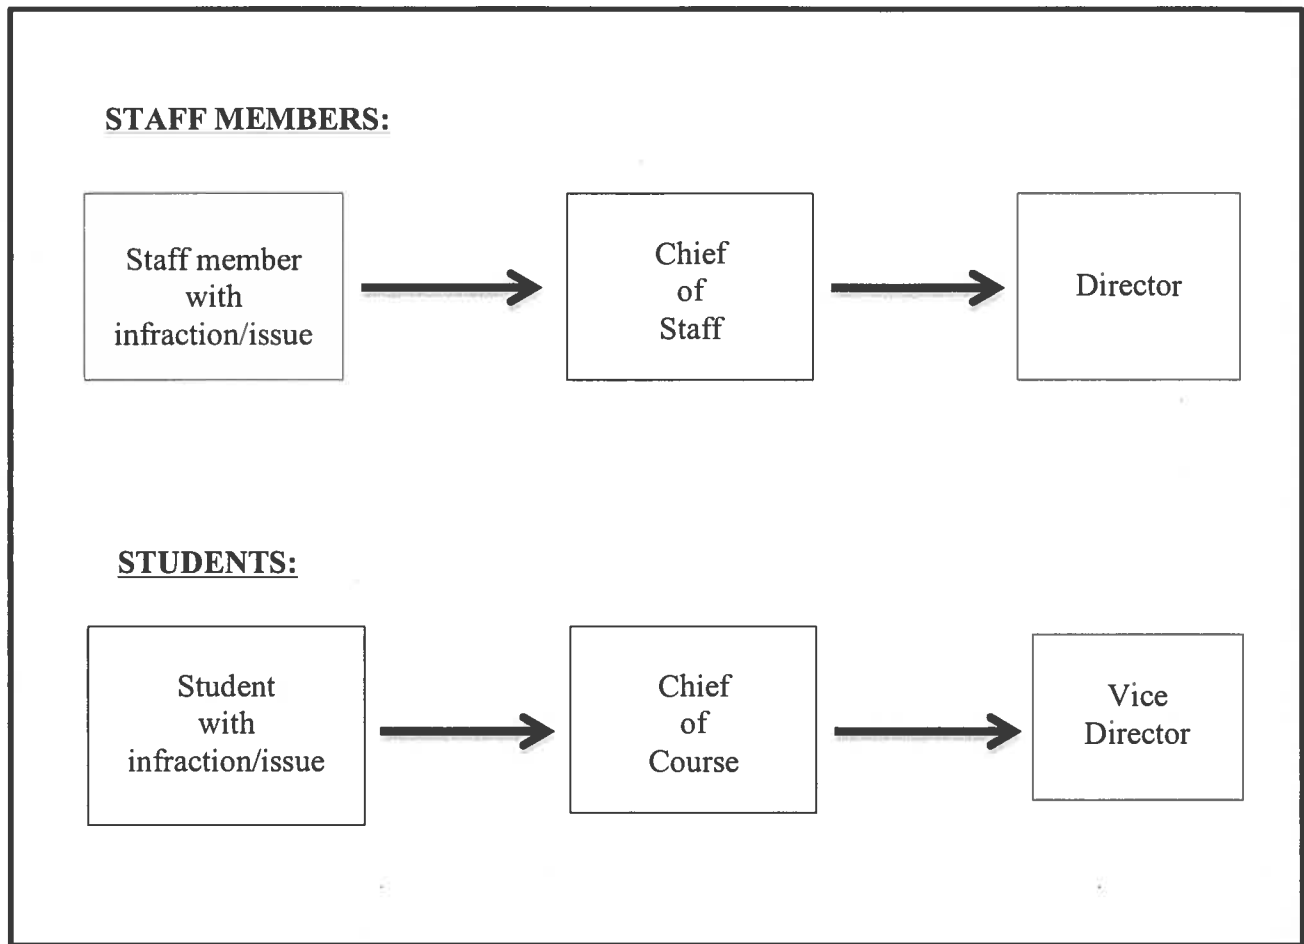 STAFF MEMBERS:
Staff member
with
infraction/issue
Chief
of
Staff
Director
STUDENTS:
Student
with
infraction/issue
Chief
of
Course
Vice
Director